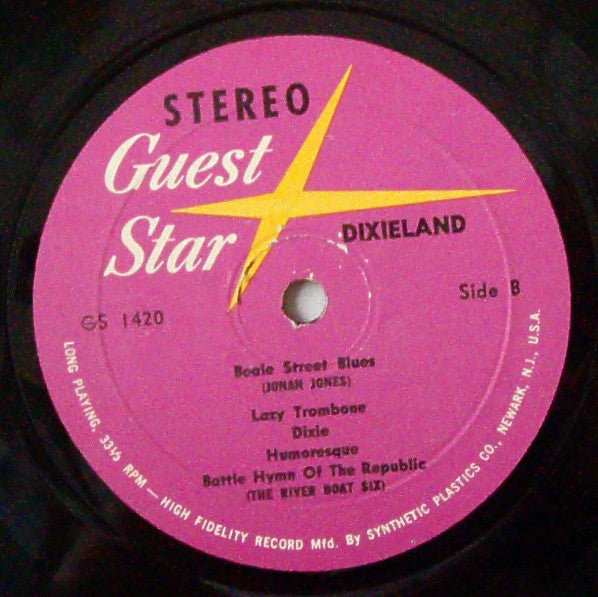 STEREO
Guest
Star
DIXIELAND
GS 1420
Side B
Beale Street Blues
(JONAH JONES)
Lazy Trombone
Dixie
Humoresque
Battle Hymn Of The Republic
(THE RIVER BOAT SIX)
LONG PLAYING, 33⅓ RPM — HIGH FIDELITY RECORD Mfd. By SYNTHETIC PLASTICS CO., NEWARK, N.J., U.S.A.